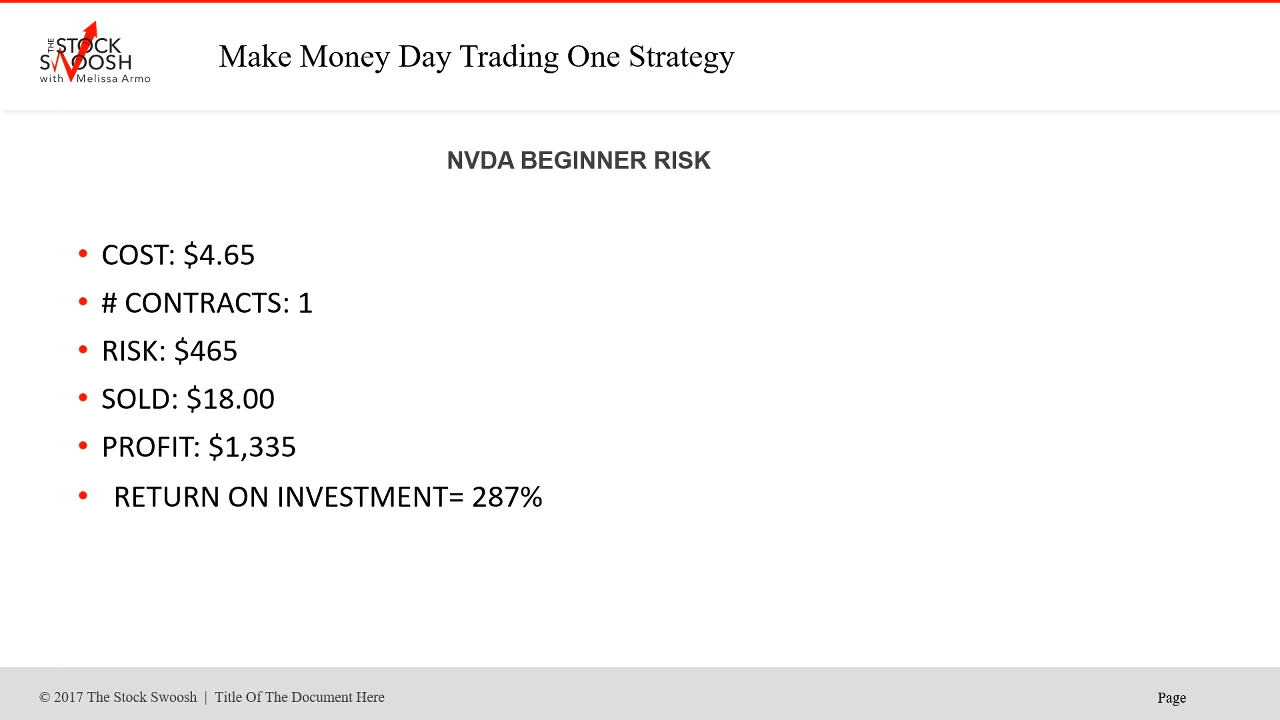 THE
STOCK
SWOOSH
with Melissa Armo
Make Money Day Trading One Strategy
NVDA BEGINNER RISK
• COST: $4.65
• # CONTRACTS: 1
• RISK: $465
• SOLD: $18.00
• PROFIT: $1,335
• RETURN ON INVESTMENT= 287%
© 2017 The Stock Swoosh | Title Of The Document Here
Page